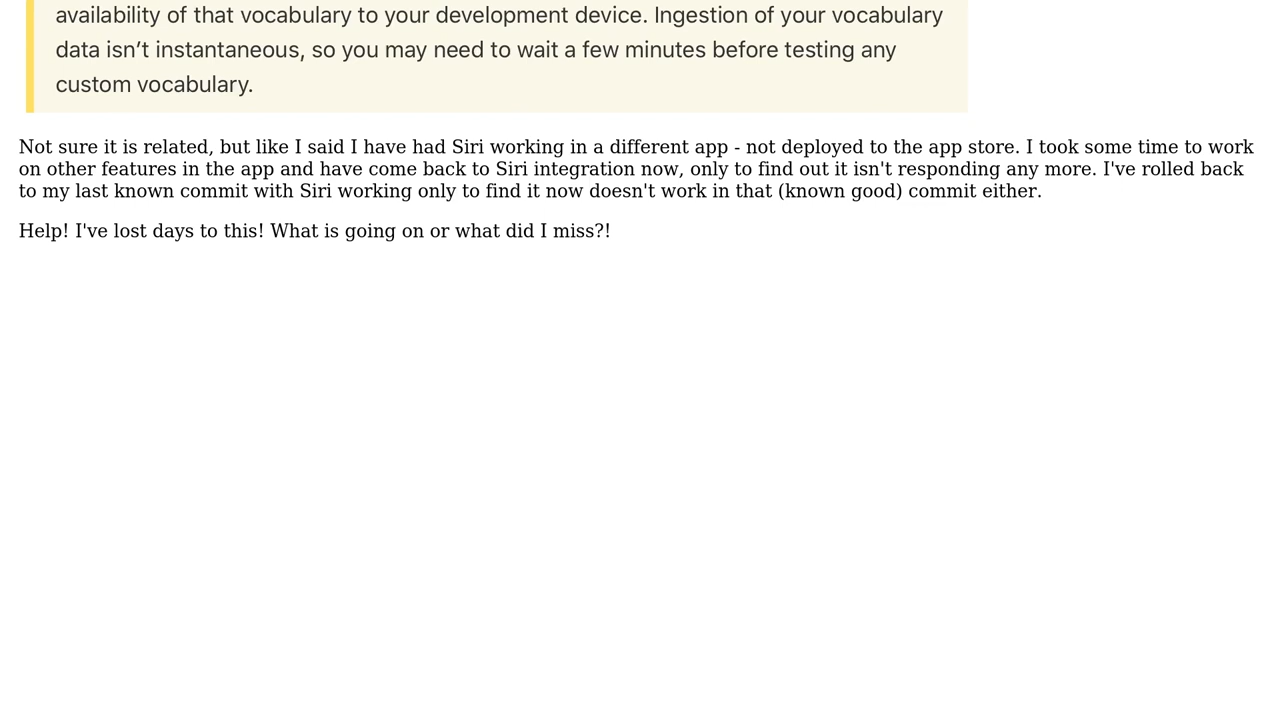 availability of that vocabulary to your development device. Ingestion of your vocabulary
data isn’t instantaneous, so you may need to wait a few minutes before testing any
custom vocabulary.
Not sure it is related, but like I said I have had Siri working in a different app - not deployed to the app store. I took some time to work
on other features in the app and have come back to Siri integration now, only to find out it isn't responding any more. I've rolled back
to my last known commit with Siri working only to find it now doesn't work in that (known good) commit either.
Help! I've lost days to this! What is going on or what did I miss?!